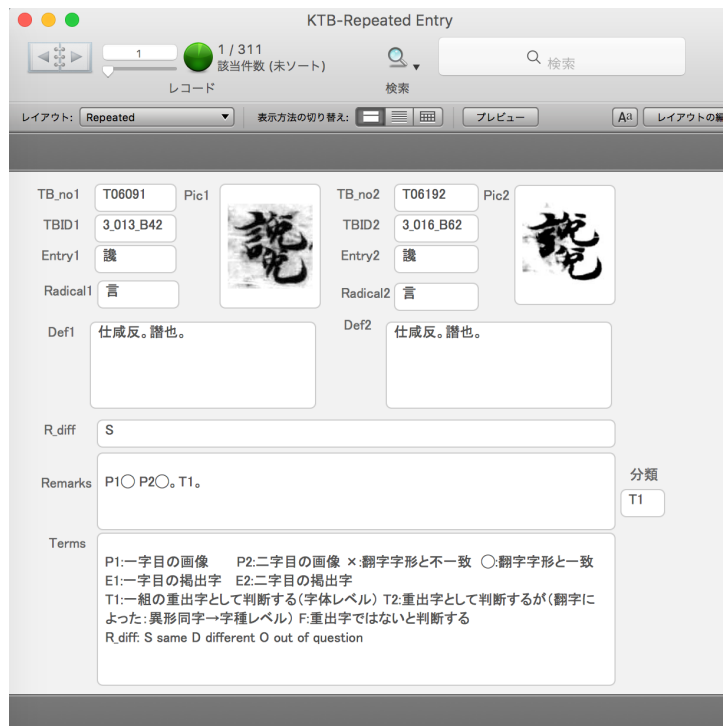 KTB-Repeated Entry
1
1 / 311
該当件数 (未ソート)
検索
レコード
検索
レイアウト: Repeated
表示方法の切り替え:
プレビュー
Aa
レイアウトの編
TB_no1 T06091 Pic1
TB_no2 T06192 Pic2
TBID1 3_013_B42
TBID2 3_016_B62
Entry1 讒
Entry2 讒
Radical1 言
Radical2 言
Def1 仕咸反。譖也。
Def2 仕咸反。譖也。
R_diff S
Remarks P1◯ P2◯。T1。
分類
T1
Terms
P1:一字目の画像 P2:二字目の画像 ×:翻字字形と不一致 ◯:翻字字形と一致
E1:一字目の掲出字 E2:二字目の掲出字
T1:一組の重出字として判断する(字体レベル) T2:重出字として判断するが(翻字に
よった:異形同字→字種レベル) F:重出字ではないと判断する
R_diff: S same D different O out of question